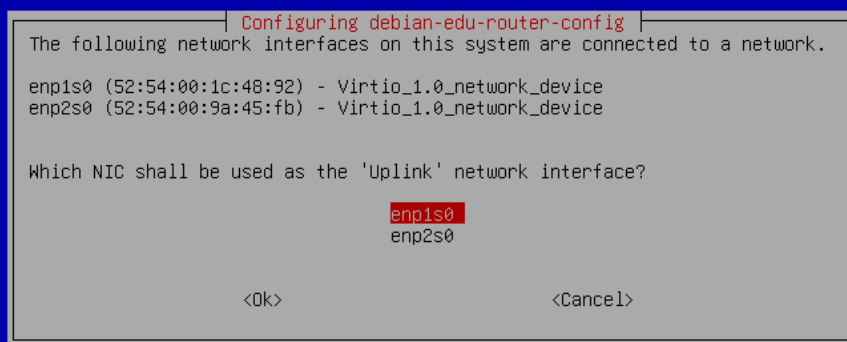 Configuring debian-edu-router-config
The following network interfaces on this system are connected to a network.
enp1s0 (52:54:00:1c:48:92) - Virtio_1.0_network_device
enp2s0 (52:54:00:9a:45:fb) - Virtio_1.0_network_device
Which NIC shall be used as the 'Uplink' network interface?
enp1s0
enp2s0
<Ok> <Cancel>